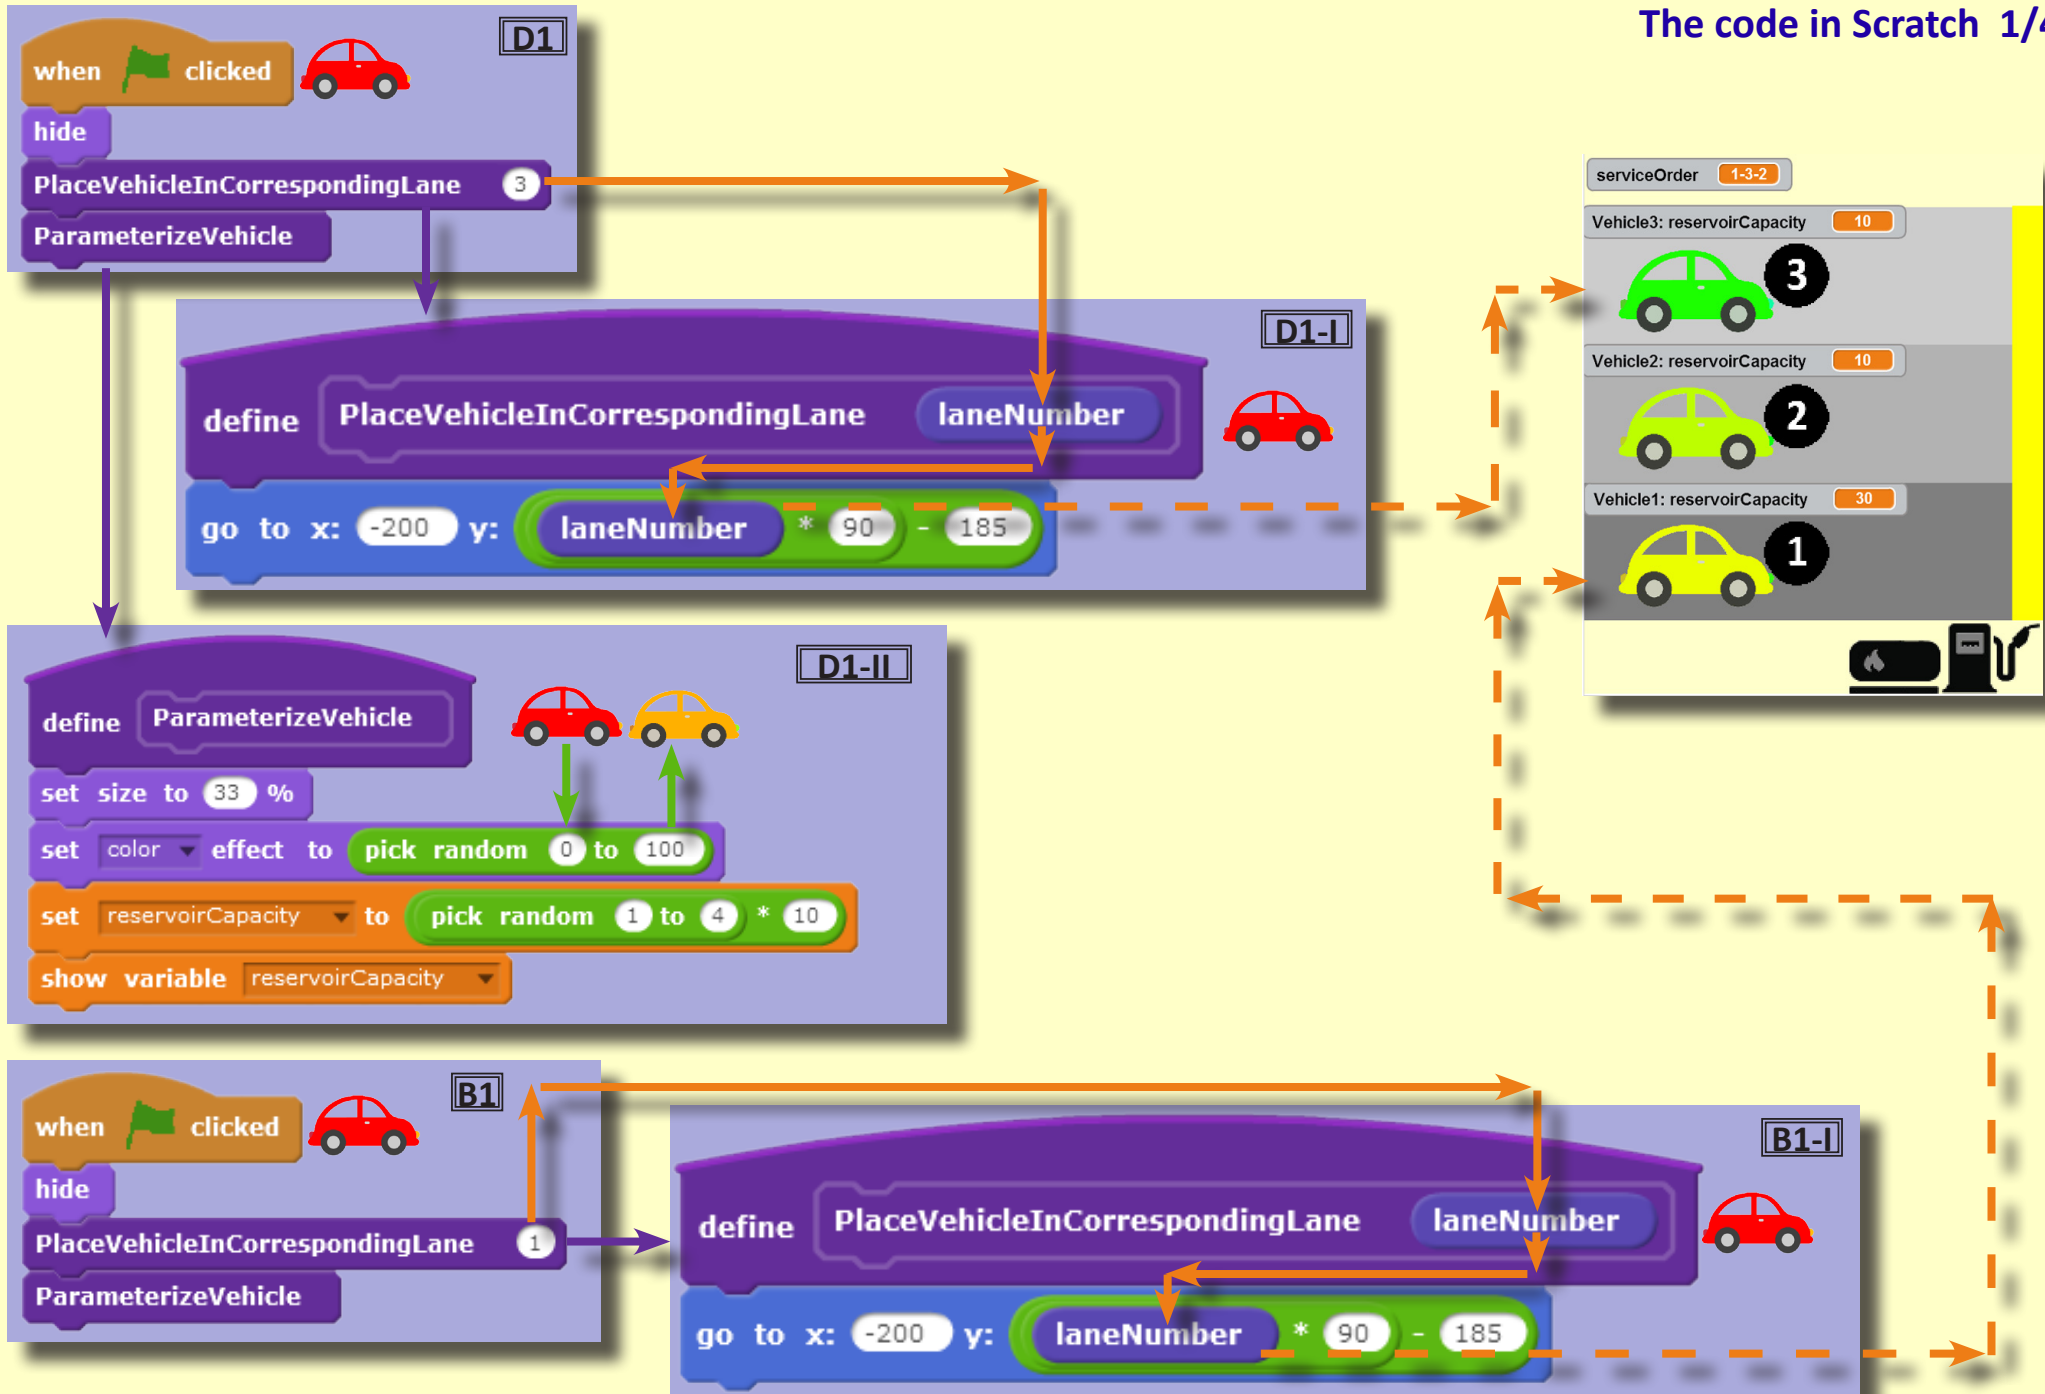 The code in Scratch 1/4
D1
when clicked
hide
PlaceVehicleInCorrespondingLane 3
ParameterizeVehicle
D1-I
define PlaceVehicleInCorrespondingLane laneNumber
go to x: -200 y: laneNumber * 90 - 185
serviceOrder 1-3-2
Vehicle3: reservoirCapacity 10
3
Vehicle2: reservoirCapacity 10
2
Vehicle1: reservoirCapacity 30
1
D1-II
define ParameterizeVehicle
set size to 33 %
set color effect to pick random 0 to 100
set reservoirCapacity to pick random 1 to 4 * 10
show variable reservoirCapacity
B1
when clicked
hide
PlaceVehicleInCorrespondingLane 1
ParameterizeVehicle
B1-I
define PlaceVehicleInCorrespondingLane laneNumber
go to x: -200 y: laneNumber * 90 - 185